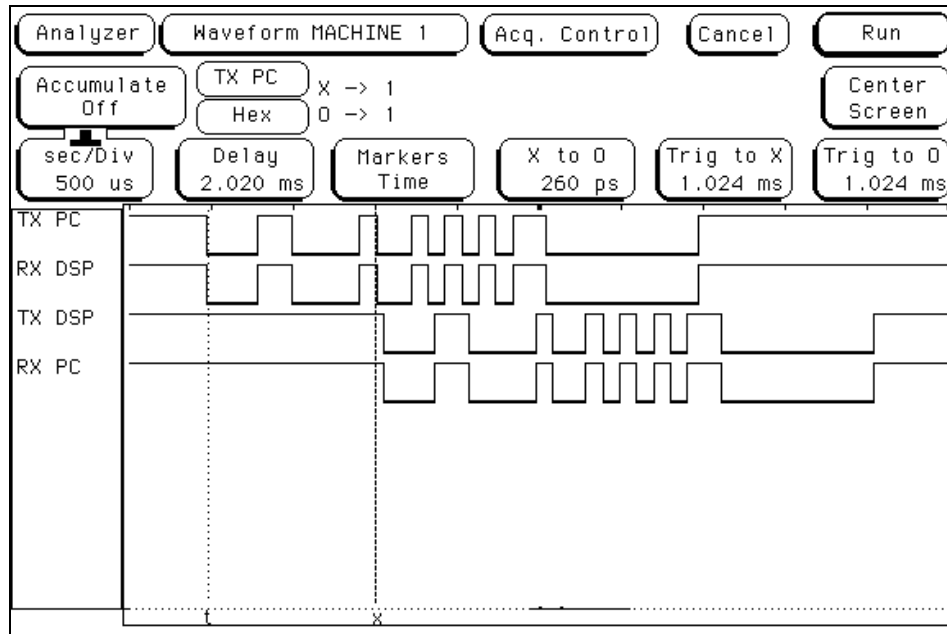 Analyzer Waveform MACHINE 1 Acq. Control Cancel Run
Accumulate Off
TX PC X -> 1
Hex O -> 1
Center Screen
sec/Div 500 us
Delay 2.020 ms
Markers Time
X to O 260 ps
Trig to X 1.024 ms
Trig to O 1.024 ms
TX PC
RX DSP
TX DSP
RX PC
t X